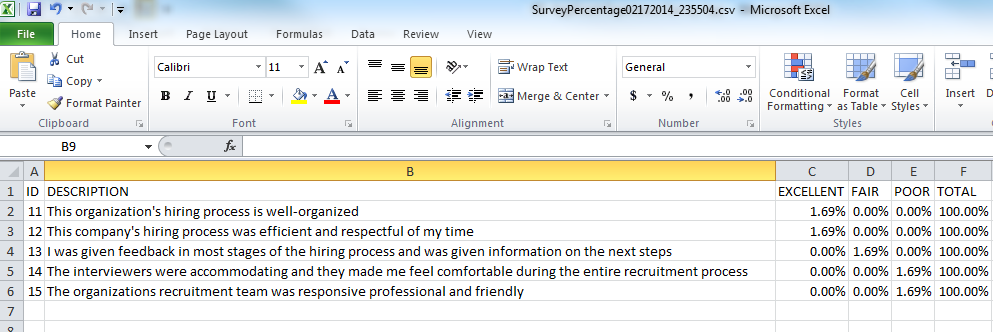 SurveyPercentage02172014_235504.csv - Microsoft Excel
File Home Insert Page Layout Formulas Data Review View
Paste Cut Copy Format Painter Clipboard
Calibri 11 A A B I U A Font
Wrap Text Merge & Center Alignment
General $ % , .00 .0 .00 Number
Conditional Formatting Format as Table Cell Styles Styles
Insert
B9 fx
A B C D E F
1 ID DESCRIPTION EXCELLENT FAIR POOR TOTAL
2 11 This organization's hiring process is well-organized 1.69% 0.00% 0.00% 100.00%
3 12 This company's hiring process was efficient and respectful of my time 1.69% 0.00% 0.00% 100.00%
4 13 I was given feedback in most stages of the hiring process and was given information on the next steps 0.00% 1.69% 0.00% 100.00%
5 14 The interviewers were accommodating and they made me feel comfortable during the entire recruitment process 0.00% 0.00% 1.69% 100.00%
6 15 The organizations recruitment team was responsive professional and friendly 0.00% 0.00% 1.69% 100.00%
7
8